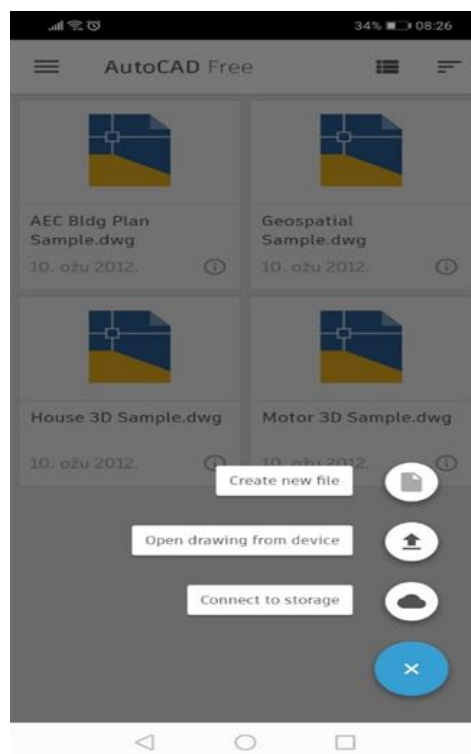 34% 08:26
AutoCAD Free
AEC Bldg Plan
Sample.dwg
10. ožu 2012.
Geospatial
Sample.dwg
10. ožu 2012.
House 3D Sample.dwg
10. ožu 2012.
Motor 3D Sample.dwg
10. ožu 2012.
Create new file
Open drawing from device
Connect to storage